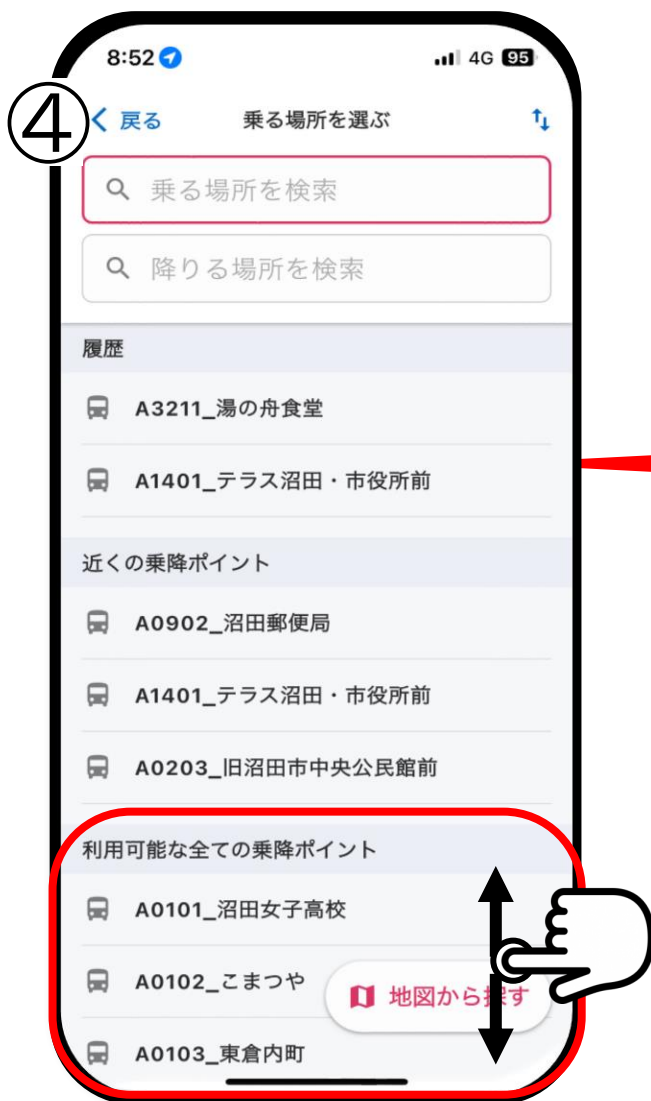 8:52 4G 95
④
戻る 乗る場所を選ぶ
乗る場所を検索
降りる場所を検索
履歴
A3211_湯の舟食堂
A1401_テラス沼田・市役所前
近くの乗降ポイント
A0902_沼田郵便局
A1401_テラス沼田・市役所前
A0203_旧沼田市中央公民館前
利用可能な全ての乗降ポイント
A0101_沼田女子高校
A0102_こまつや
地図から探す
A0103_東倉内町